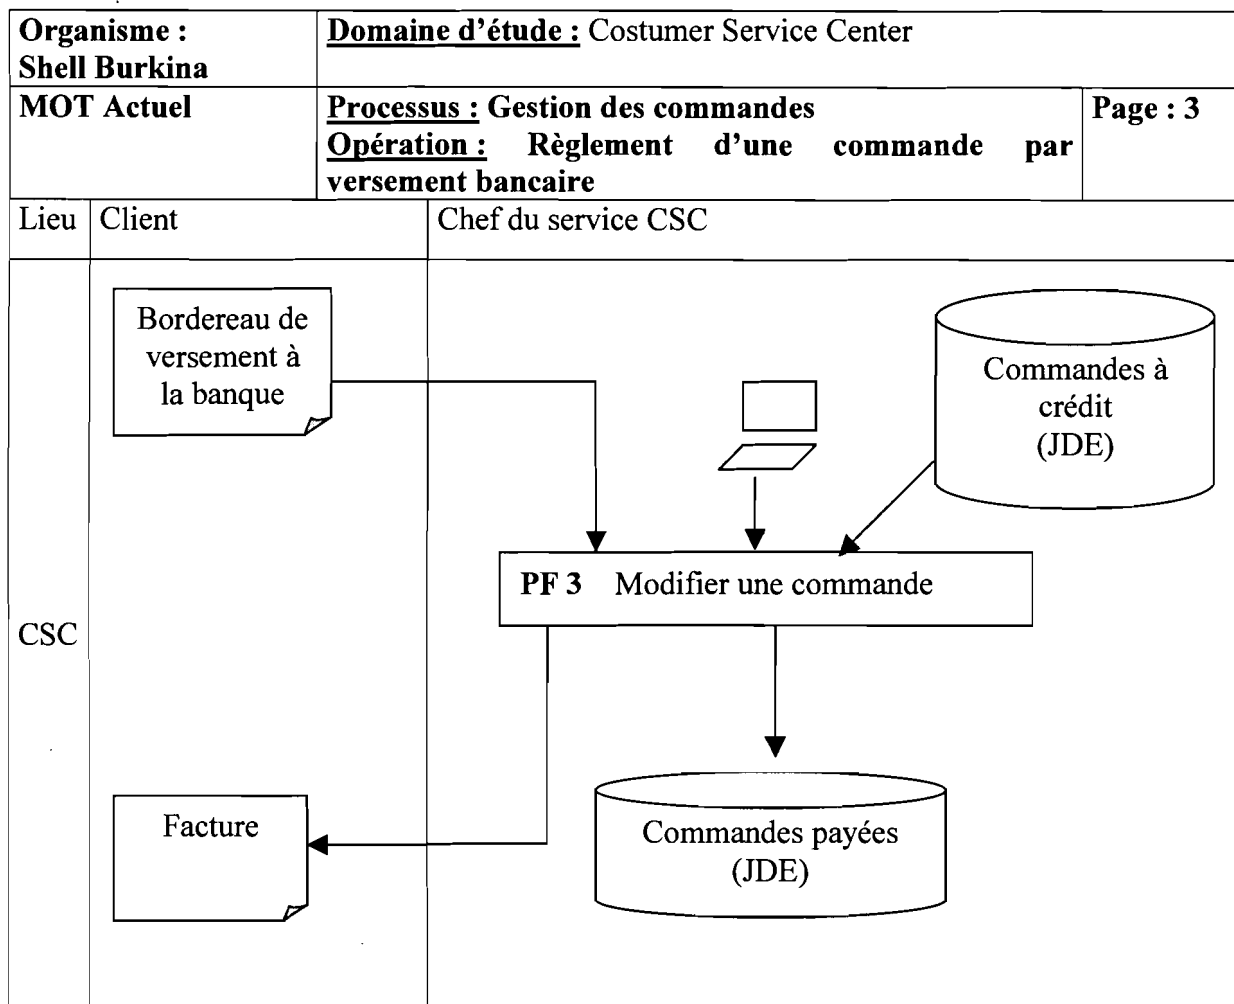 Organisme :
Shell Burkina
Domaine d'étude : Costumer Service Center
MOT Actuel
Processus : Gestion des commandes
Opération : Règlement d'une commande par
versement bancaire
Page : 3
Lieu
Client
Chef du service CSC
Bordereau de
versement à
la banque
Commandes à
crédit
(JDE)
PF 3 Modifier une commande
CSC
Facture
Commandes payées
(JDE)